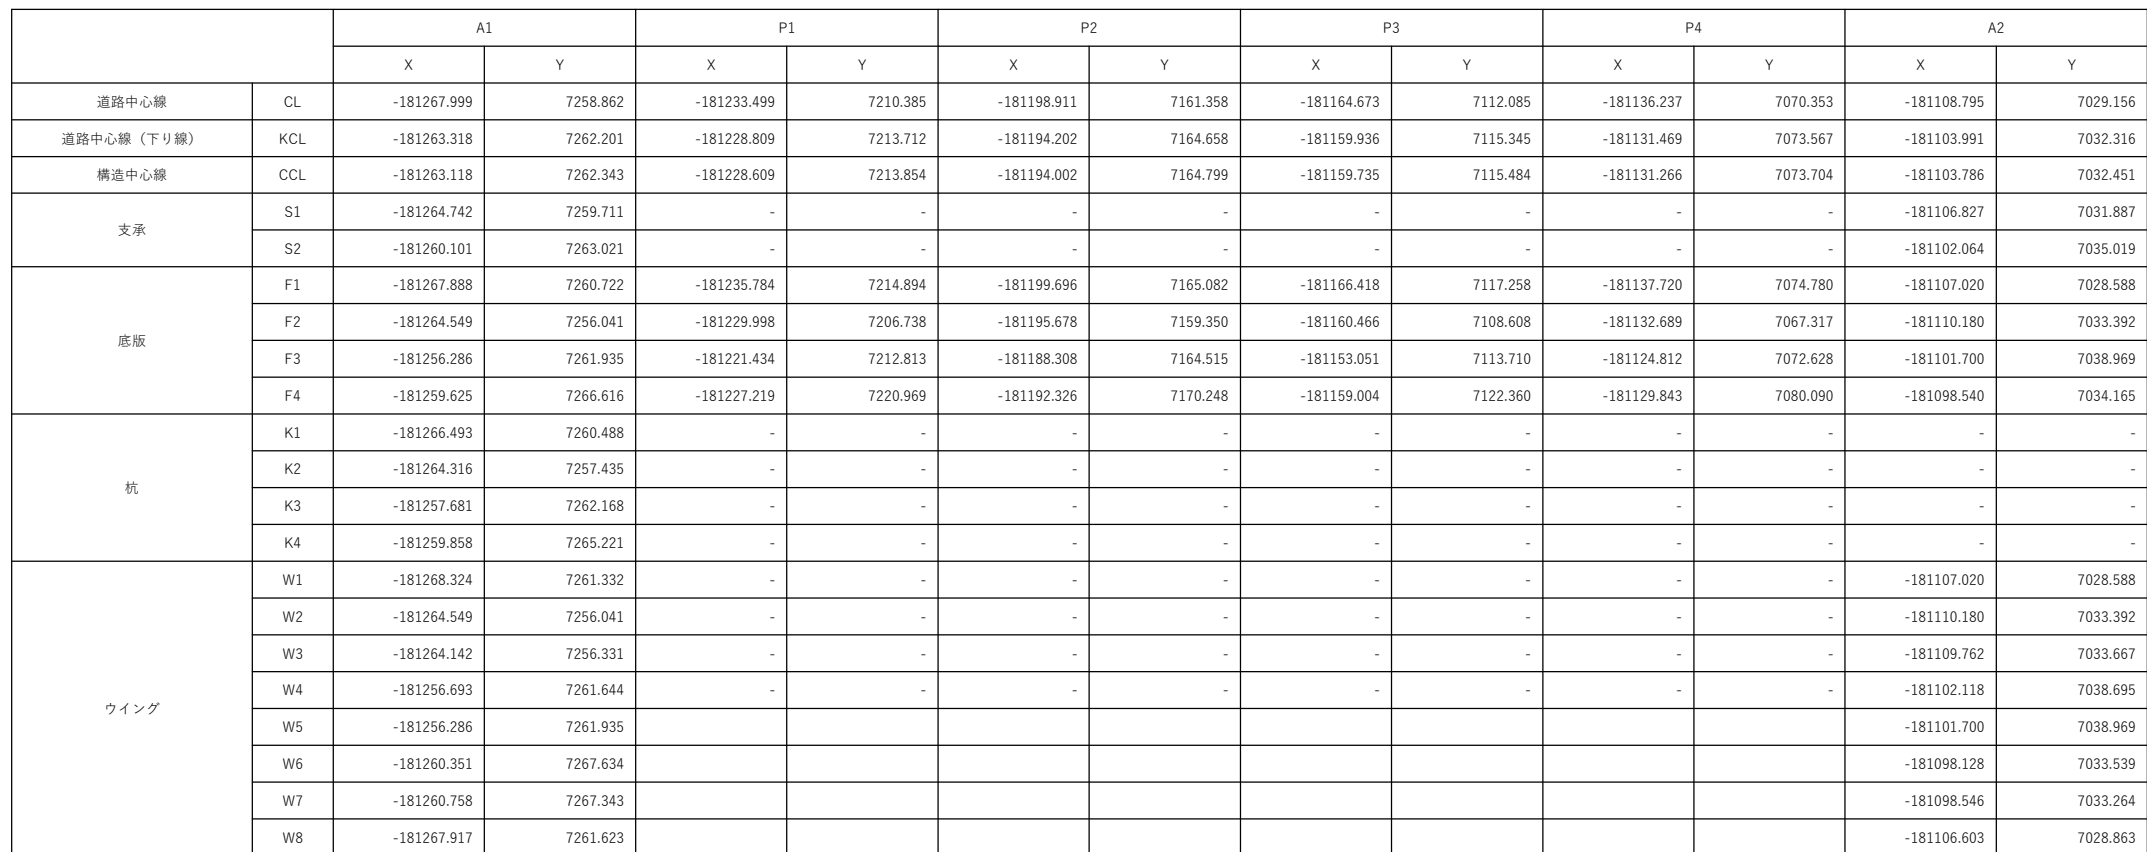 A1 P1 P2 P3 P4 A2
X Y X Y X Y X Y X Y X Y
道路中心線 CL -181267.999 7258.862 -181233.499 7210.385 -181198.911 7161.358 -181164.673 7112.085 -181136.237 7070.353 -181108.795 7029.156
道路中心線（下り線） KCL -181263.318 7262.201 -181228.809 7213.712 -181194.202 7164.658 -181159.936 7115.345 -181131.469 7073.567 -181103.991 7032.316
構造中心線 CCL -181263.118 7262.343 -181228.609 7213.854 -181194.002 7164.799 -181159.735 7115.484 -181131.266 7073.704 -181103.786 7032.451
支承 S1 -181264.742 7259.711 - - - - - - - - -181106.827 7031.887
S2 -181260.101 7263.021 - - - - - - - - -181102.064 7035.019
底版 F1 -181267.888 7260.722 -181235.784 7214.894 -181199.696 7165.082 -181166.418 7117.258 -181137.720 7074.780 -181107.020 7028.588
F2 -181264.549 7256.041 -181229.998 7206.738 -181195.678 7159.350 -181160.466 7108.608 -181132.689 7067.317 -181110.180 7033.392
F3 -181256.286 7261.935 -181221.434 7212.813 -181188.308 7164.515 -181153.051 7113.710 -181124.812 7072.628 -181101.700 7038.969
F4 -181259.625 7266.616 -181227.219 7220.969 -181192.326 7170.248 -181159.004 7122.360 -181129.843 7080.090 -181098.540 7034.165
杭 K1 -181266.493 7260.488 - - - - - - - - - -
K2 -181264.316 7257.435 - - - - - - - - - -
K3 -181257.681 7262.168 - - - - - - - - - -
K4 -181259.858 7265.221 - - - - - - - - - -
ウイング W1 -181268.324 7261.332 - - - - - - - - -181107.020 7028.588
W2 -181264.549 7256.041 - - - - - - - - -181110.180 7033.392
W3 -181264.142 7256.331 - - - - - - - - -181109.762 7033.667
W4 -181256.693 7261.644 - - - - - - - - -181102.118 7038.695
W5 -181256.286 7261.935 -181101.700 7038.969
W6 -181260.351 7267.634 -181098.128 7033.539
W7 -181260.758 7267.343 -181098.546 7033.264
W8 -181267.917 7261.623 -181106.603 7028.863